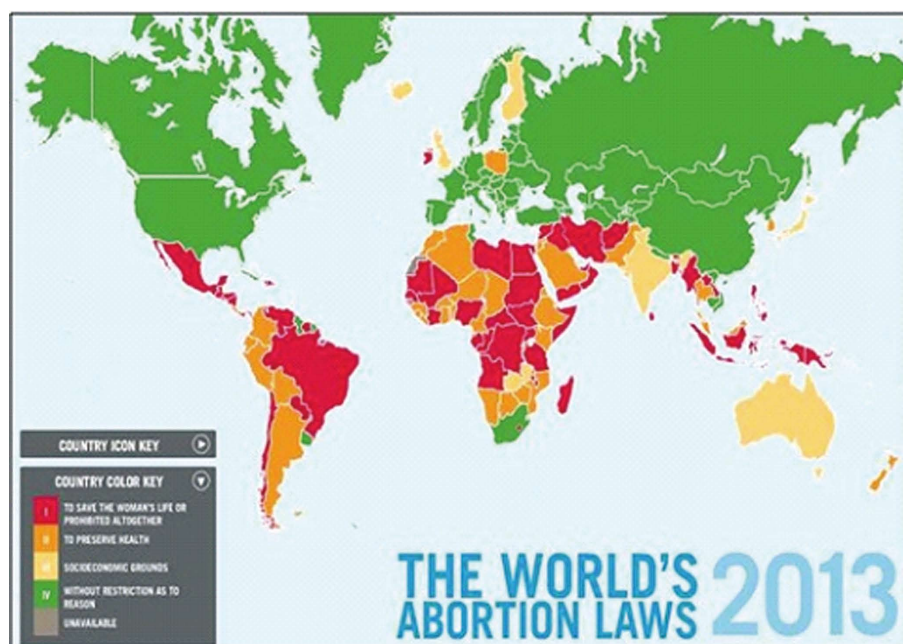 COUNTRY ICON KEY
COUNTRY COLOR KEY
I
TO SAVE THE WOMAN'S LIFE OR
PROHIBITED ALTOGETHER
II
TO PRESERVE HEALTH
III
SOCIOECONOMIC GROUNDS
IV
WITHOUT RESTRICTION AS TO
REASON
UNAVAILABLE
THE WORLD'S
ABORTION LAWS
2013